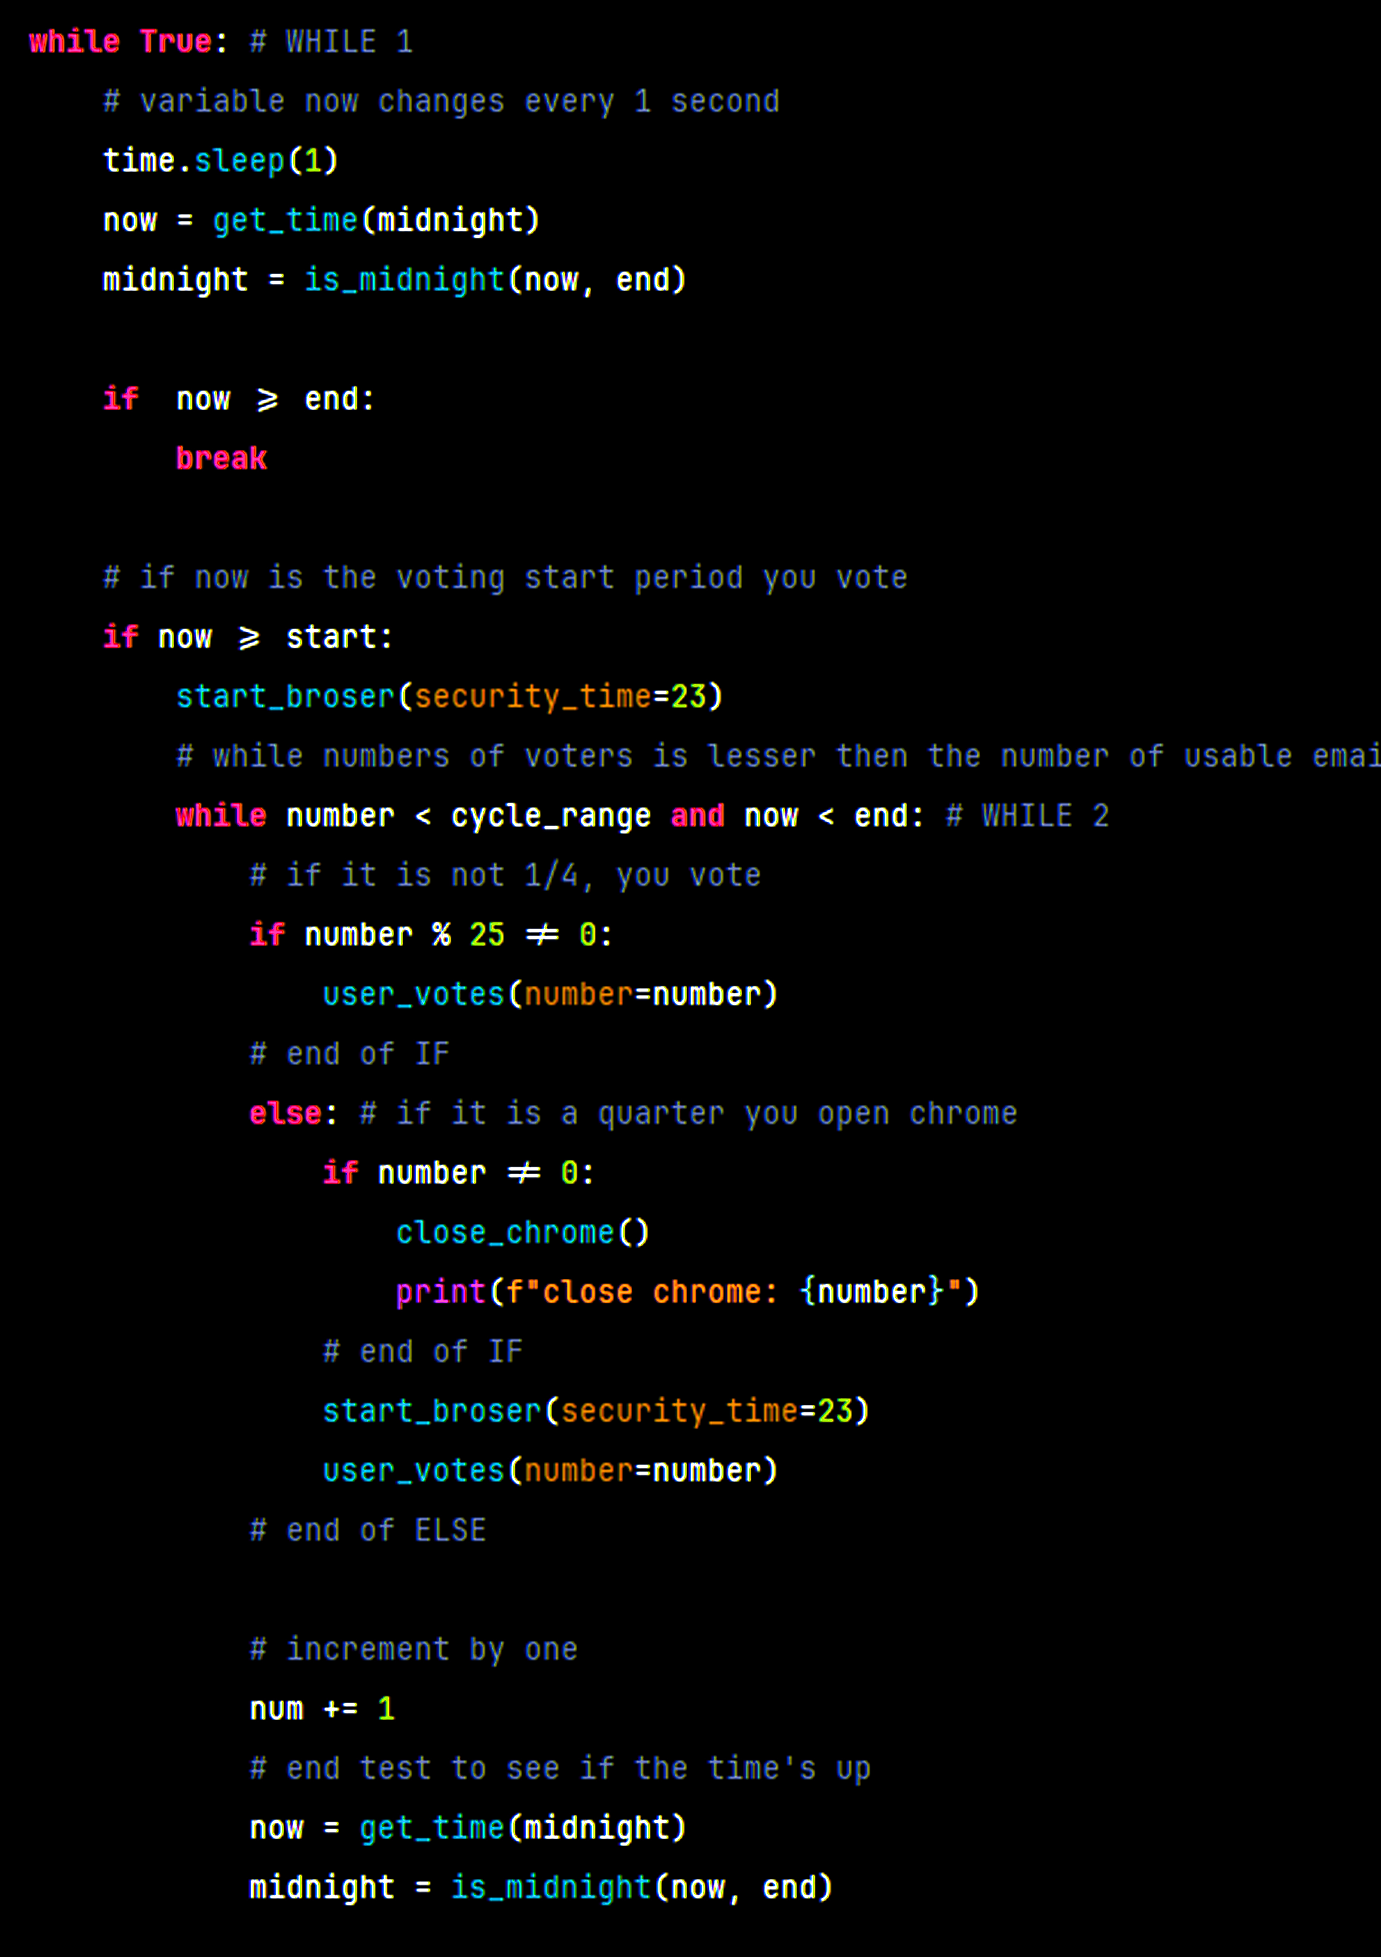 while True: # WHILE 1
# variable now changes every 1 second
time.sleep(1)
now = get_time(midnight)
midnight = is_midnight(now, end)
if  now ⩾ end:
break
# if now is the voting start period you vote
if now ⩾ start:
start_broser(security_time=23)
# while numbers of voters is lesser then the number of usable emai
while number < cycle_range and now < end: # WHILE 2
# if it is not 1/4, you vote
if number % 25 ≠ 0:
user_votes(number=number)
# end of IF
else: # if it is a quarter you open chrome
if number ≠ 0:
close_chrome()
print(f"close chrome: {number}")
# end of IF
start_broser(security_time=23)
user_votes(number=number)
# end of ELSE
# increment by one
num += 1
# end test to see if the time's up
now = get_time(midnight)
midnight = is_midnight(now, end)